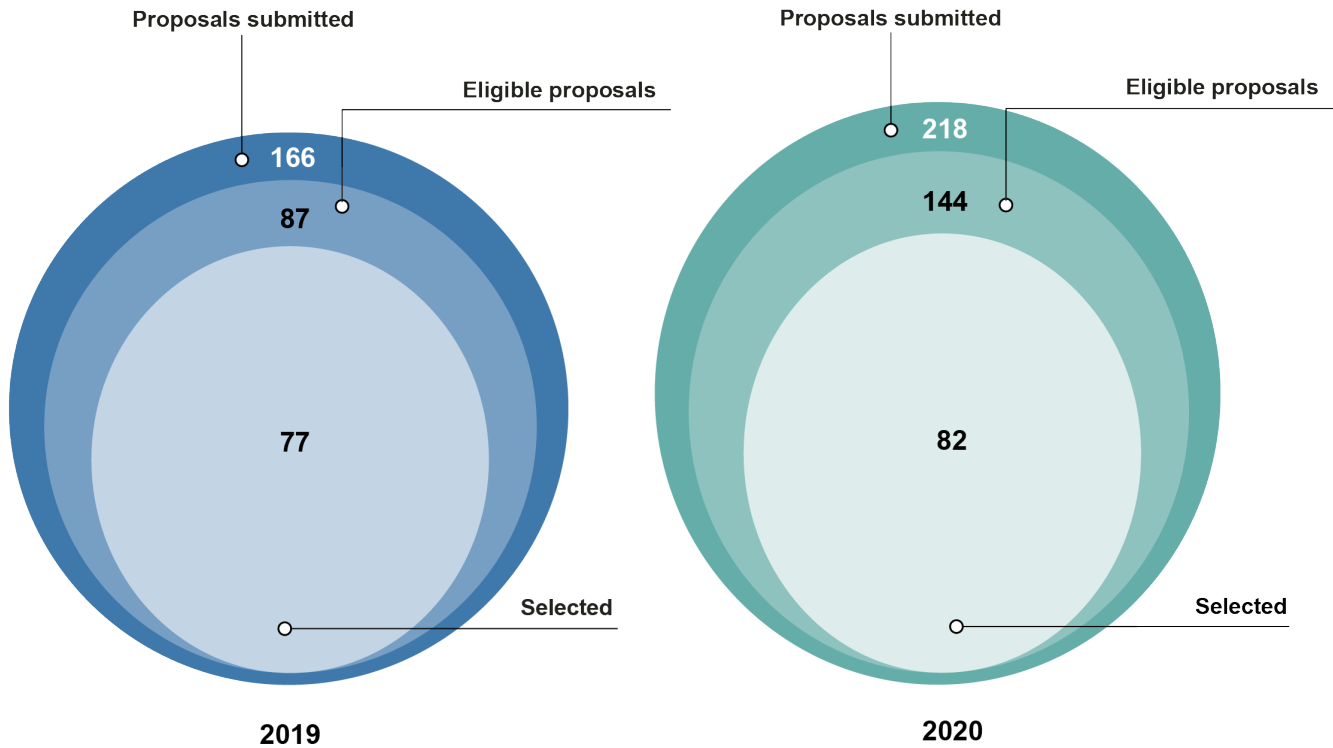 Proposals submitted
Eligible proposals
166
87
77
Selected
2019
Proposals submitted
Eligible proposals
218
144
82
Selected
2020